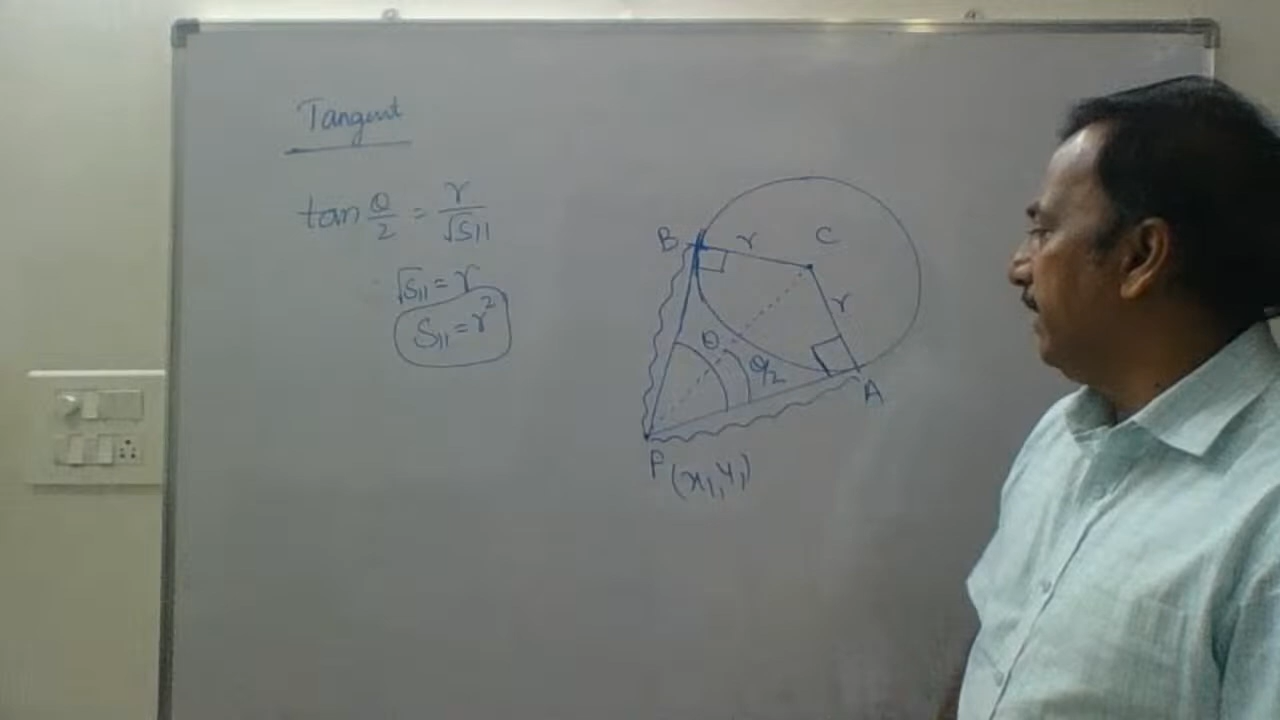 Tangent
tan θ/2 = r/√S11
√S11 = r
S11 = r²
B
r
C
r
θ
θ/2
A
P(x1, y1)